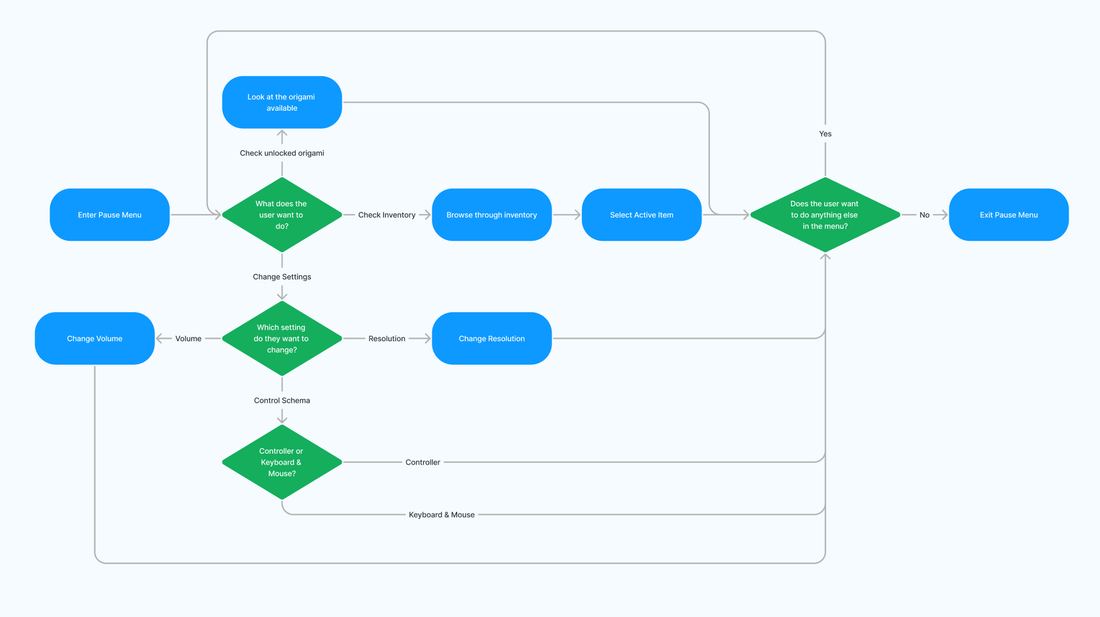 Yes
Look at the origami
available
Check unlocked origami
Enter Pause Menu
What does the
user want to
do?
Check Inventory
Browse through inventory
Select Active Item
Does the user want
to do anything else
in the menu?
No
Exit Pause Menu
Change Settings
Change Volume
Volume
Which setting
do they want to
change?
Resolution
Change Resolution
Control Schema
Controller or
Keyboard &
Mouse?
Controller
Keyboard & Mouse